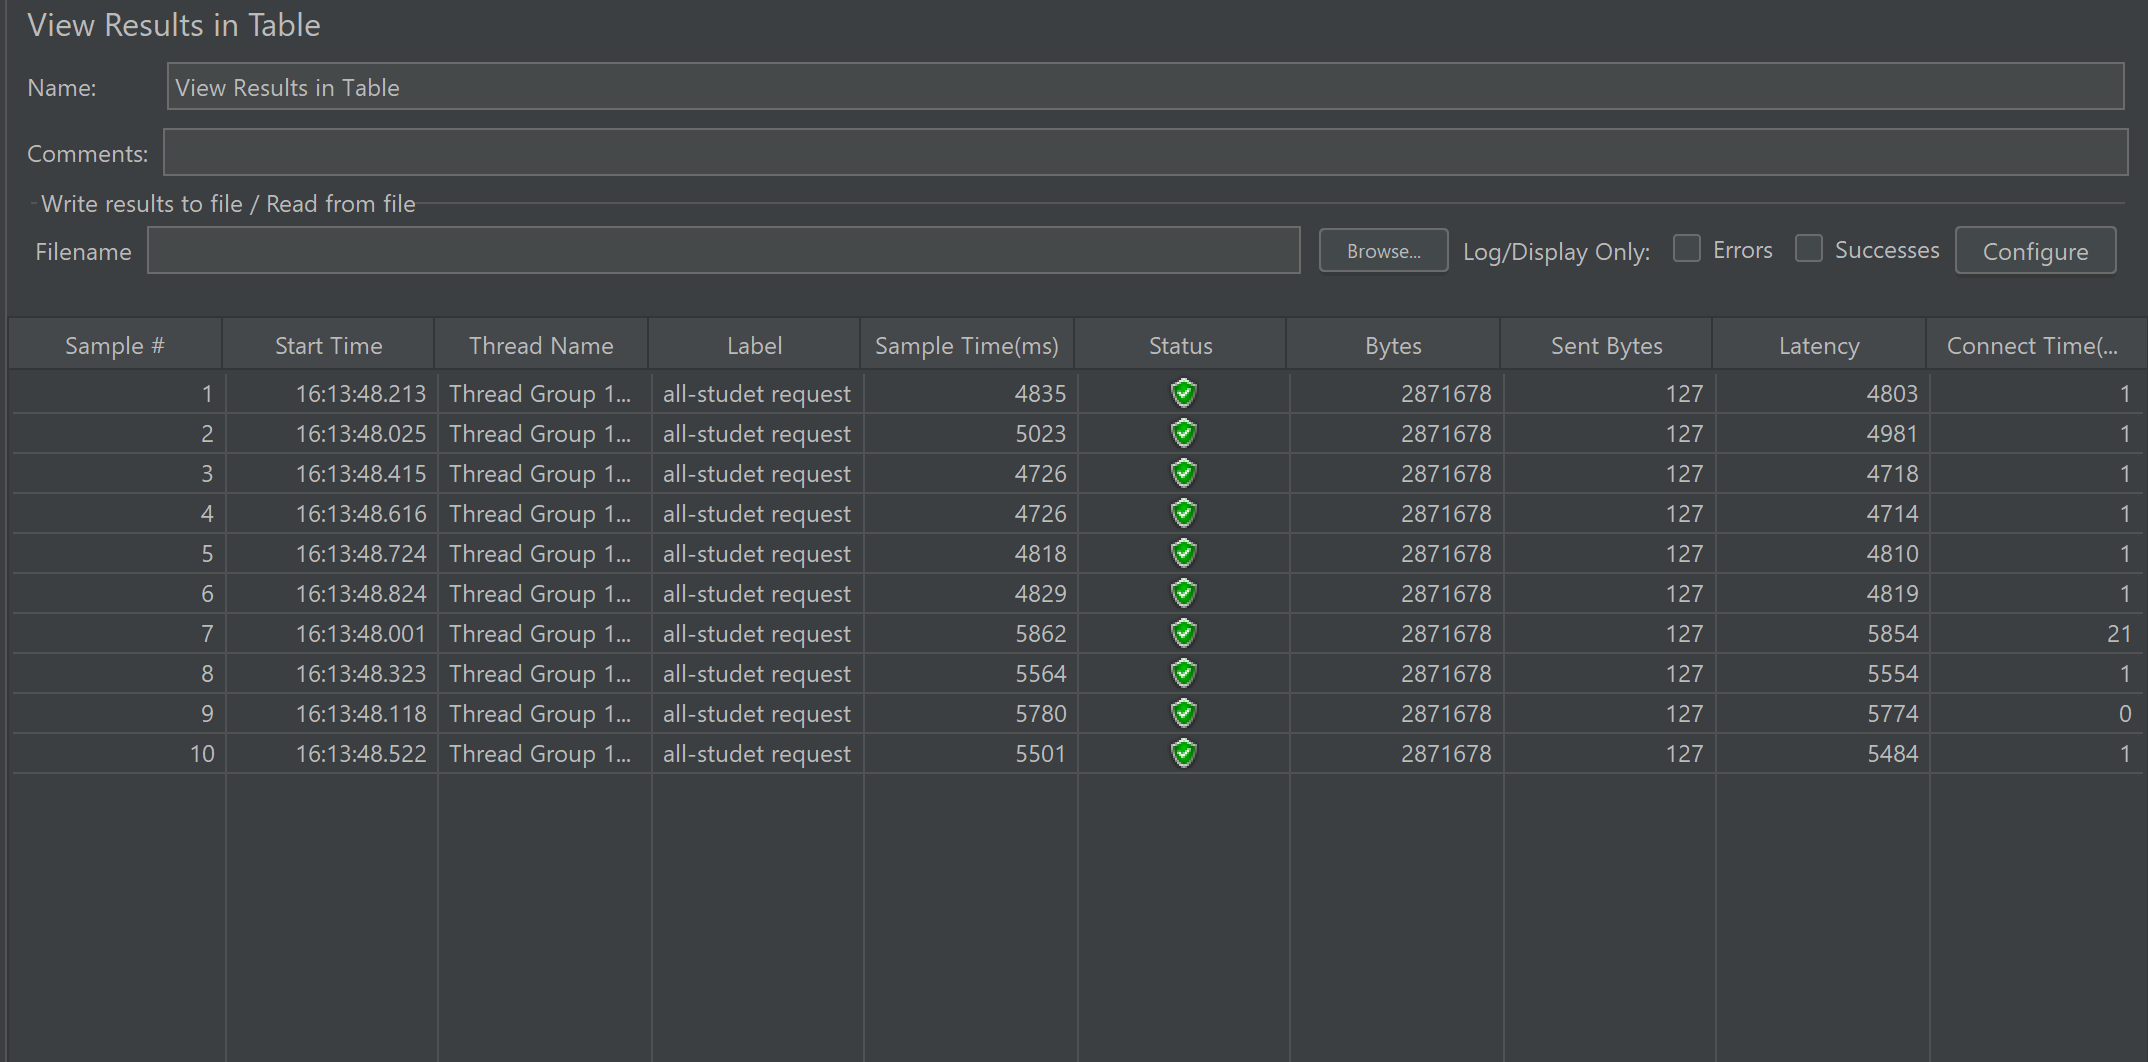 View Results in Table
Name: View Results in Table
Comments:
Write results to file / Read from file
Filename Browse... Log/Display Only: Errors Successes Configure
Sample # Start Time Thread Name Label Sample Time(ms) Status Bytes Sent Bytes Latency Connect Time(...
1 16:13:48.213 Thread Group 1... all-studet request 4835 2871678 127 4803 1
2 16:13:48.025 Thread Group 1... all-studet request 5023 2871678 127 4981 1
3 16:13:48.415 Thread Group 1... all-studet request 4726 2871678 127 4718 1
4 16:13:48.616 Thread Group 1... all-studet request 4726 2871678 127 4714 1
5 16:13:48.724 Thread Group 1... all-studet request 4818 2871678 127 4810 1
6 16:13:48.824 Thread Group 1... all-studet request 4829 2871678 127 4819 1
7 16:13:48.001 Thread Group 1... all-studet request 5862 2871678 127 5854 21
8 16:13:48.323 Thread Group 1... all-studet request 5564 2871678 127 5554 1
9 16:13:48.118 Thread Group 1... all-studet request 5780 2871678 127 5774 0
10 16:13:48.522 Thread Group 1... all-studet request 5501 2871678 127 5484 1